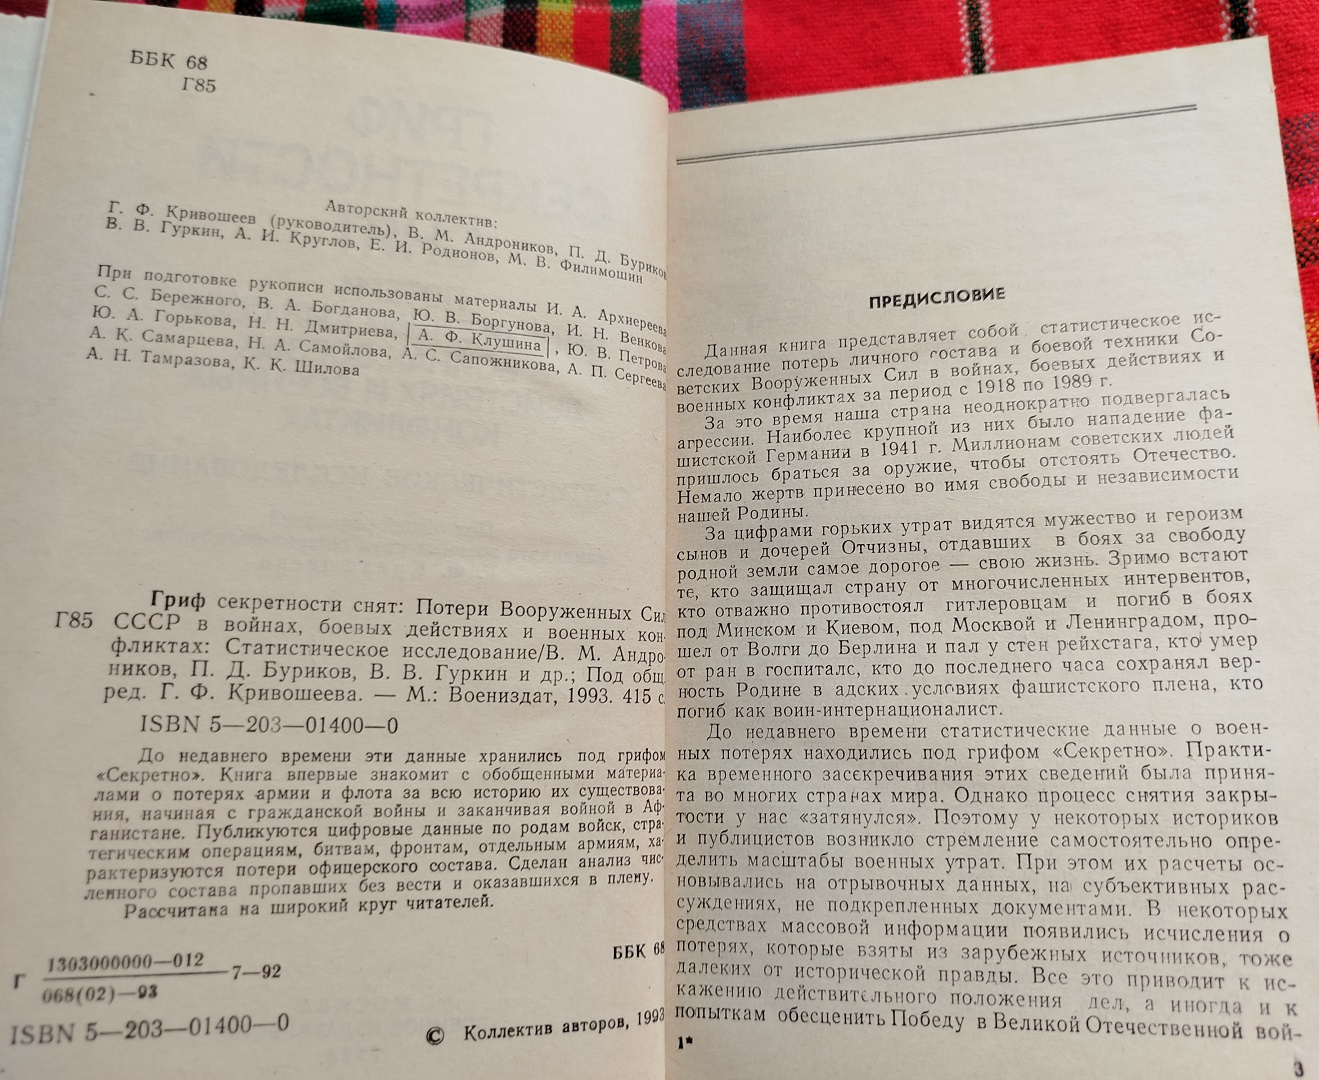 ББК 68
Г85
Авторский коллектив:
Г. Ф. Кривошеев (руководитель), В. М. Андроников, П. Д. Буриков,
В. В. Гуркин, А. И. Круглов, Е. И. Родионов, М. В. Филимошин
При подготовке рукописи использованы материалы И. А. Архиереева,
С. С. Бережного, В. А. Богданова, Ю. В. Боргунова, И. Н. Венкова,
Ю. А. Горькова, Н. Н. Дмитриева, А. Ф. Клушина, Ю. В. Петрова,
А. К. Самарцева, Н. А. Самойлова, А. С. Сапожникова, А. П. Сергеева,
А. Н. Тамразова, К. К. Шилова
Гриф секретности снят: Потери Вооруженных Сил
Г85 СССР в войнах, боевых действиях и военных кон-
фликтах: Статистическое исследование/В. М. Андро-
ников, П. Д. Буриков, В. В. Гуркин и др.; Под общ.
ред. Г. Ф. Кривошеева. — М.: Воениздат, 1993. 415 с.
ISBN 5—203—01400—0
До недавнего времени эти данные хранились под грифом
«Секретно». Книга впервые знакомит с обобщенными материа-
лами о потерях армии и флота за всю историю их существова-
ния, начиная с гражданской войны и заканчивая войной в Аф-
ганистане. Публикуются цифровые данные по родам войск, стра-
тегическим операциям, битвам, фронтам, отдельным армиям, ха-
рактеризуются потери офицерского состава. Сделан анализ чис-
ленного состава пропавших без вести и оказавшихся в плену.
Рассчитана на широкий круг читателей.
Г 1303000000—012
068(02)—93
7—92
ББК 68
ISBN 5—203—01400—0
© Коллектив авторов, 1993
ПРЕДИСЛОВИЕ
Данная книга представляет собой статистическое ис-
следование потерь личного состава и боевой техники Со-
ветских Вооруженных Сил в войнах, боевых действиях и
военных конфликтах за период с 1918 по 1989 г.
За это время наша страна неоднократно подвергалась
агрессии. Наиболее крупной из них было нападение фа-
шистской Германии в 1941 г. Миллионам советских людей
пришлось браться за оружие, чтобы отстоять Отечество.
Немало жертв принесено во имя свободы и независимости
нашей Родины.
За цифрами горьких утрат видятся мужество и героизм
сынов и дочерей Отчизны, отдавших в боях за свободу
родной земли самое дорогое — свою жизнь. Зримо встают
те, кто защищал страну от многочисленных интервентов,
кто отважно противостоял гитлеровцам и погиб в боях
под Минском и Киевом, под Москвой и Ленинградом, про-
шел от Волги до Берлина и пал у стен рейхстага, кто умер
от ран в госпитале, кто до последнего часа сохранял вер-
ность Родине в адских условиях фашистского плена, кто
погиб как воин-интернационалист.
До недавнего времени статистические данные о воен-
ных потерях находились под грифом «Секретно». Практи-
ка временного засекречивания этих сведений была приня-
та во многих странах мира. Однако процесс снятия закры-
тости у нас «затянулся». Поэтому у некоторых историков
и публицистов возникло стремление самостоятельно опре-
делить масштабы военных утрат. При этом их расчеты ос-
новывались на отрывочных данных, на субъективных рас-
суждениях, не подкрепленных документами. В некоторых
средствах массовой информации появились исчисления о
потерях, которые взяты из зарубежных источников, тоже
далеких от исторической правды. Все это приводит к ис-
кажению действительного положения дел, а иногда и к
попыткам обесценить Победу в Великой Отечественной вой-
1*
3